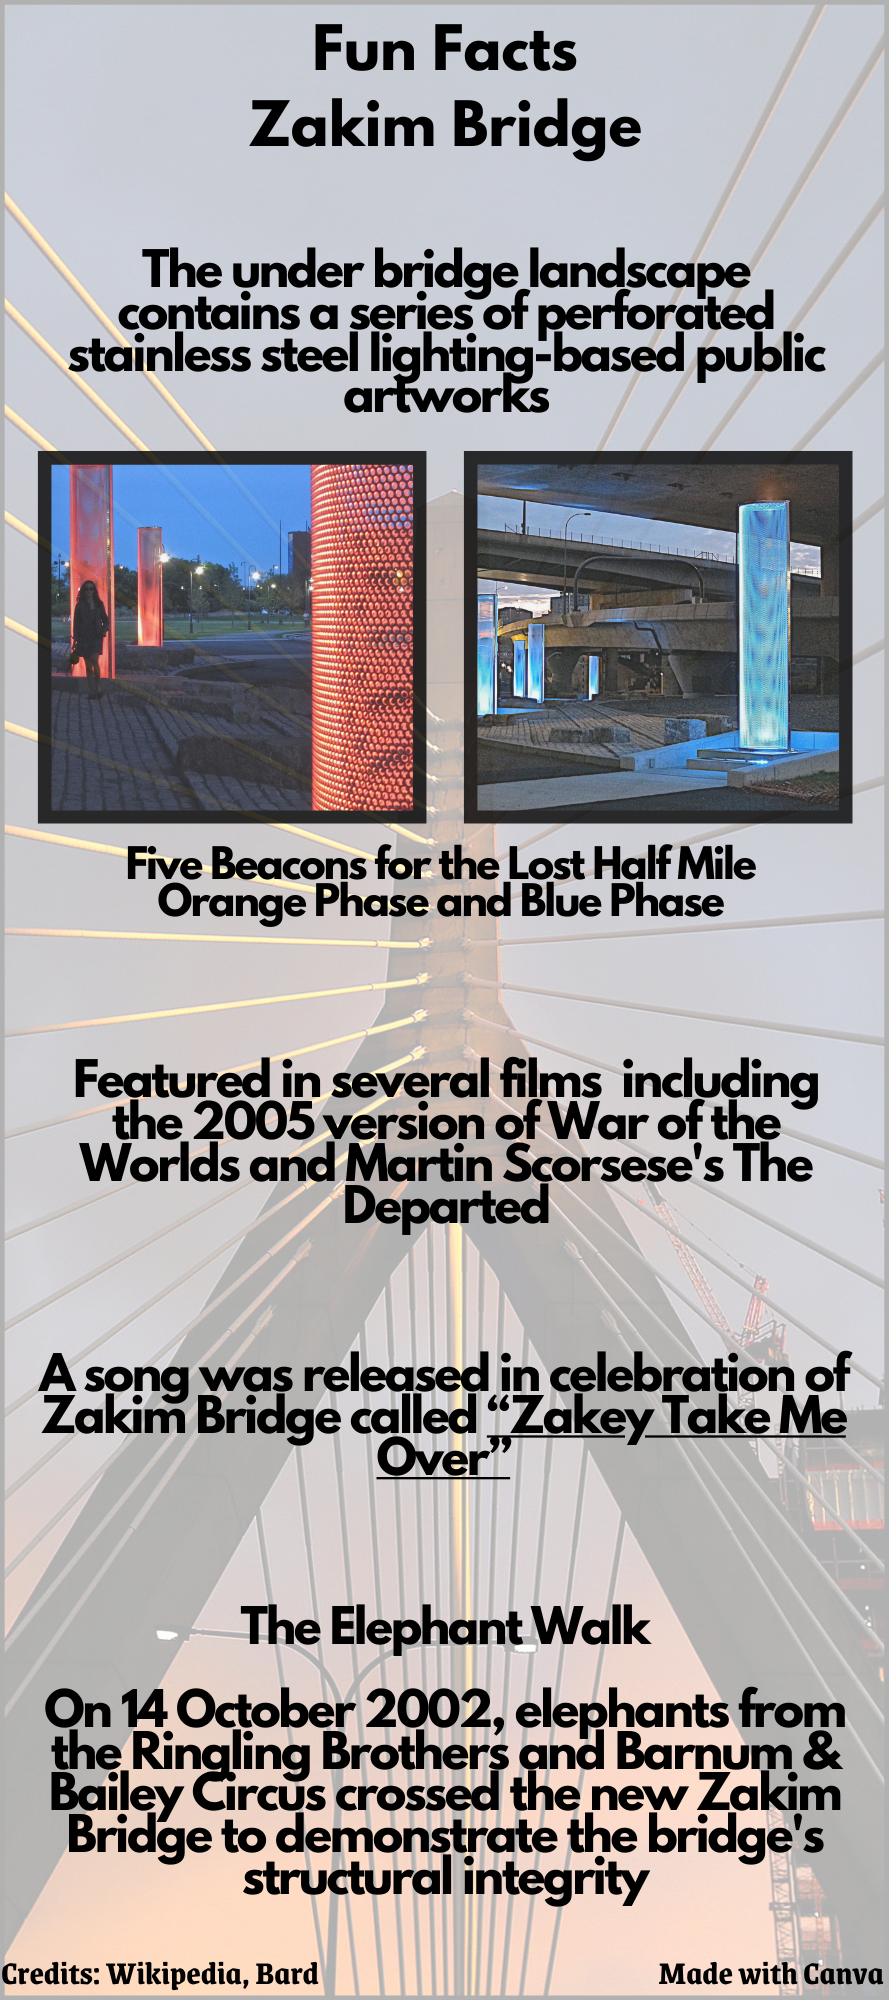 Fun Facts
Zakim Bridge
The under bridge landscape
contains a series of perforated
stainless steel lighting-based public
artworks
Five Beacons for the Lost Half Mile
Orange Phase and Blue Phase
Featured in several films  including
the 2005 version of War of the
Worlds and Martin Scorsese's The
Departed
A song was released in celebration of
Zakim Bridge called “Zakey Take Me
Over”
The Elephant Walk
On 14 October 2002, elephants from
the Ringling Brothers and Barnum &
Bailey Circus crossed the new Zakim
Bridge to demonstrate the bridge's
structural integrity
Credits: Wikipedia, Bard
Made with Canva